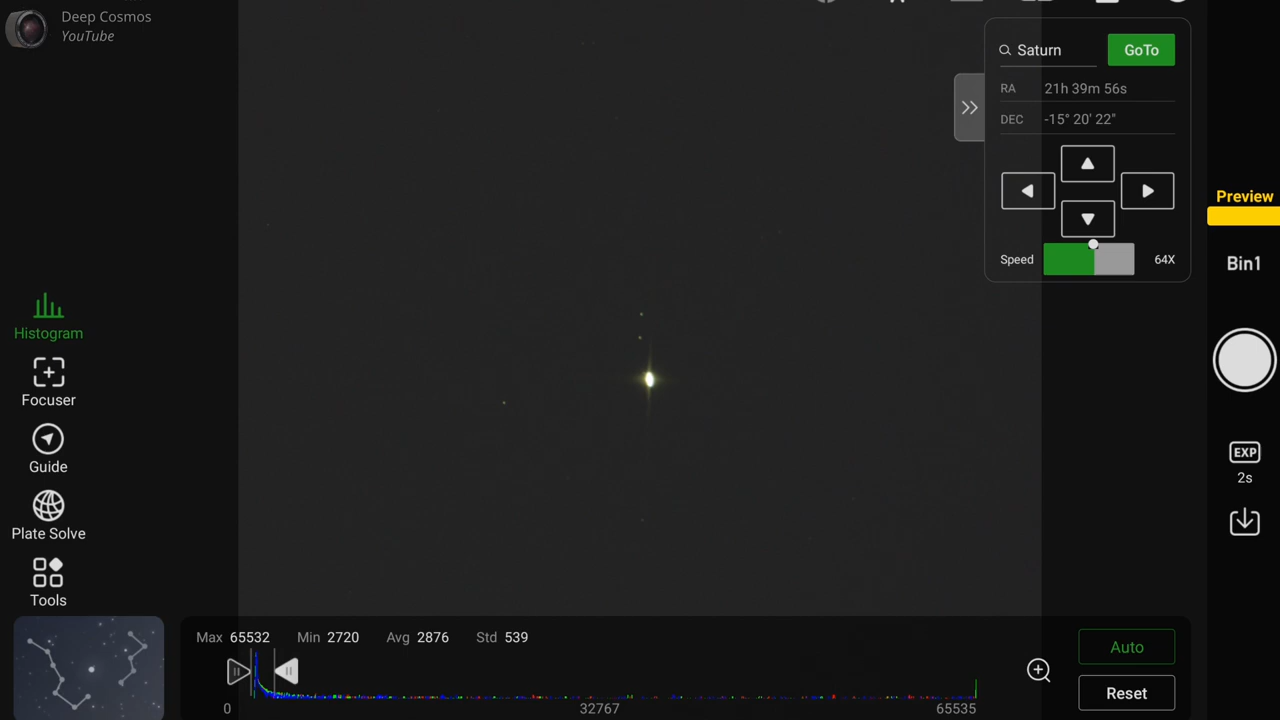 Deep Cosmos
YouTube
Saturn
GoTo
RA 21h 39m 56s
DEC -15° 20' 22"
Speed 64X
Preview
Bin1
EXP
2s
Histogram
Focuser
Guide
Plate Solve
Tools
Max 65532 Min 2720 Avg 2876 Std 539
0 32767 65535
Auto
Reset